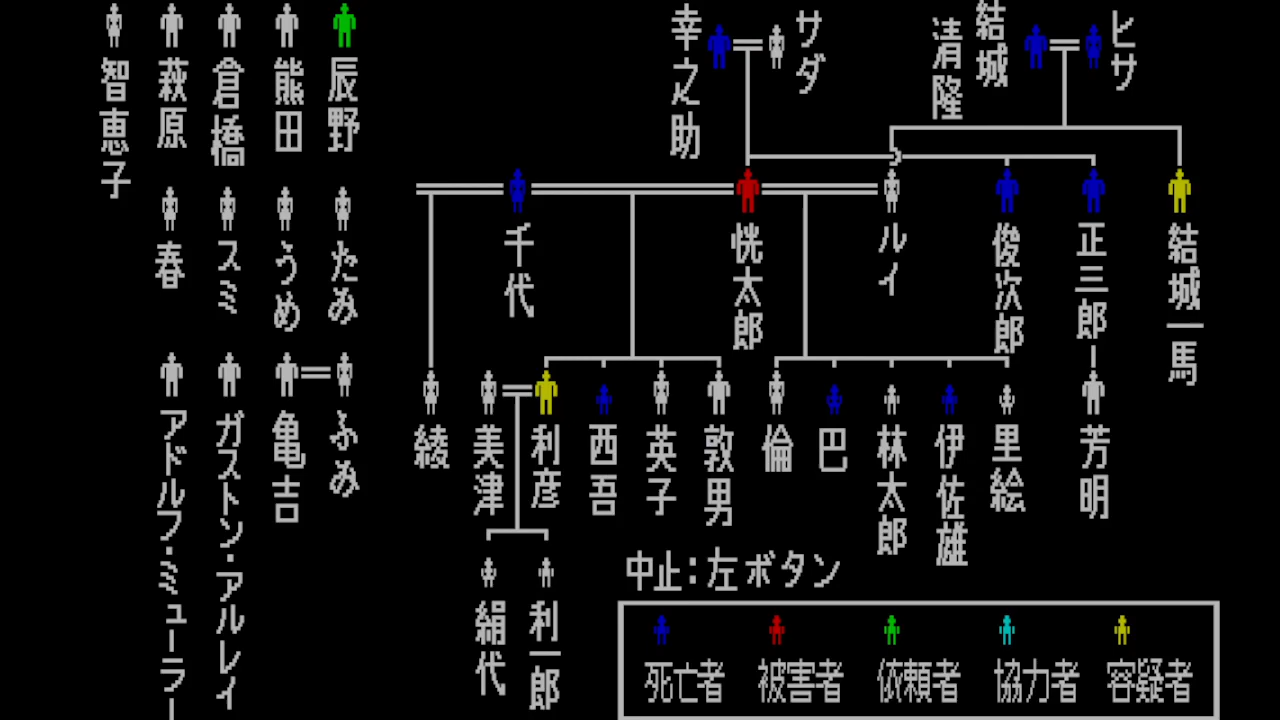 智恵子
萩原
倉橋
熊田
辰野
春
スミ
うめ
たみ
アドルフ・ミューラー
ガストン・アルレイ
亀吉
ふみ
幸之助
サダ
結城
清隆
ヒサ
千代
恍太郎
ルイ
俊次郎
正三郎
結城一馬
綾
美津
利彦
西吾
英子
敦男
倫
巴
林太郎
伊佐雄
里絵
芳明
絹代
利一郎
中止:左ボタン
死亡者
被害者
依頼者
協力者
容疑者